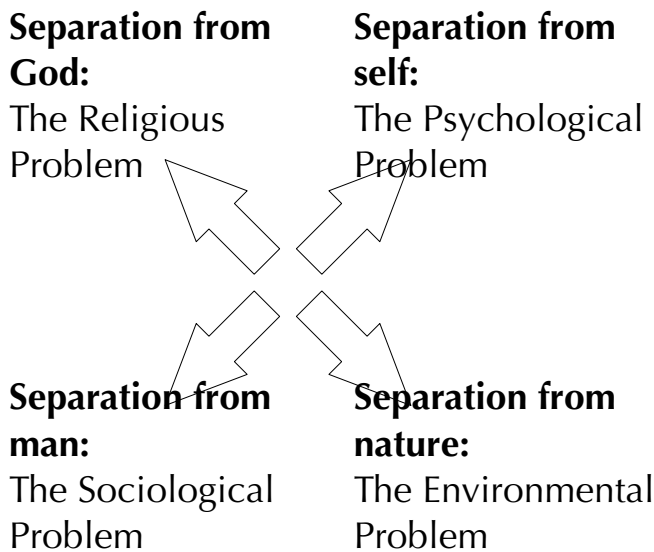 Separation from
God:
The Religious
Problem
Separation from
self:
The Psychological
Problem
Separation from
man:
The Sociological
Problem
Separation from
nature:
The Environmental
Problem